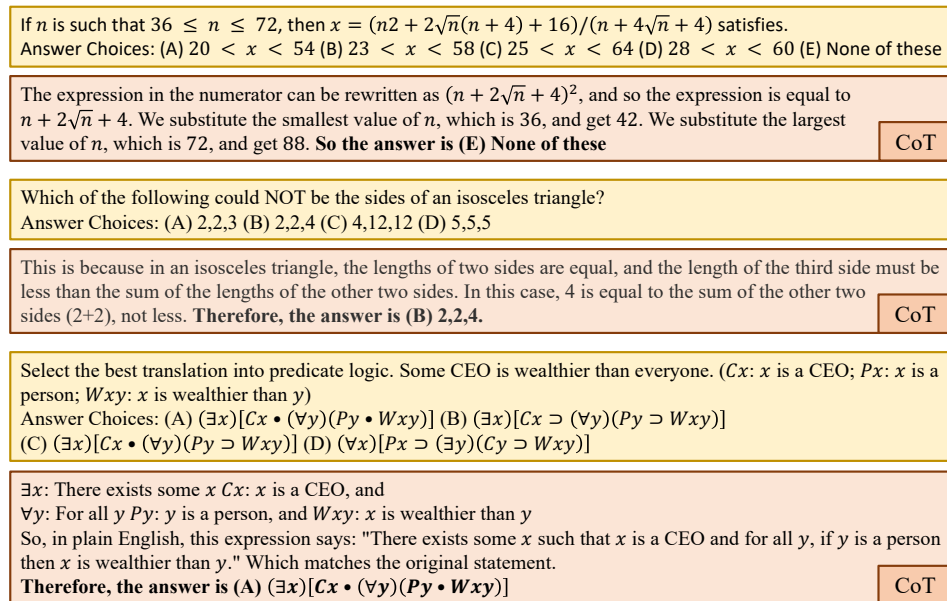 If n is such that 36 ≤ n ≤ 72, then x = (n2 + 2√n(n + 4) + 16)/(n + 4√n + 4) satisfies.
Answer Choices: (A) 20 < x < 54 (B) 23 < x < 58 (C) 25 < x < 64 (D) 28 < x < 60 (E) None of these
The expression in the numerator can be rewritten as (n + 2√n + 4)², and so the expression is equal to
n + 2√n + 4. We substitute the smallest value of n, which is 36, and get 42. We substitute the largest
value of n, which is 72, and get 88. So the answer is (E) None of these
CoT
Which of the following could NOT be the sides of an isosceles triangle?
Answer Choices: (A) 2,2,3 (B) 2,2,4 (C) 4,12,12 (D) 5,5,5
This is because in an isosceles triangle, the lengths of two sides are equal, and the length of the third side must be
less than the sum of the lengths of the other two sides. In this case, 4 is equal to the sum of the other two
sides (2+2), not less. Therefore, the answer is (B) 2,2,4.
CoT
Select the best translation into predicate logic. Some CEO is wealthier than everyone. (Cx: x is a CEO; Px: x is a
person; Wxy: x is wealthier than y)
Answer Choices: (A) (∃x)[Cx • (∀y)(Py • Wxy)] (B) (∃x)[Cx ⊃ (∀y)(Py ⊃ Wxy)]
(C) (∃x)[Cx • (∀y)(Py ⊃ Wxy)] (D) (∀x)[Px ⊃ (∃y)(Cy ⊃ Wxy)]
∃x: There exists some x Cx: x is a CEO, and
∀y: For all y Py: y is a person, and Wxy: x is wealthier than y
So, in plain English, this expression says: "There exists some x such that x is a CEO and for all y, if y is a person
then x is wealthier than y." Which matches the original statement.
Therefore, the answer is (A) (∃x)[Cx • (∀y)(Py • Wxy)]
CoT